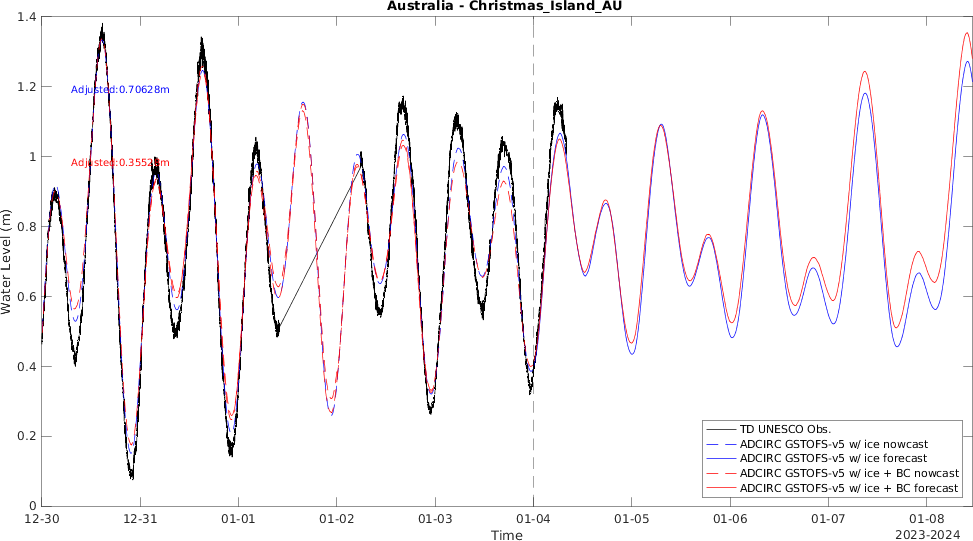 Australia - Christmas_Island_AU
Water Level (m)
1.4
1.2
1
0.8
0.6
0.4
0.2
0
Adjusted:0.70628m
TD UNESCO Obs.
ADCIRC GSTOFS-v5 w/ ice nowcast
ADCIRC GSTOFS-v5 w/ ice forecast
ADCIRC GSTOFS-v5 w/ ice + BC nowcast
ADCIRC GSTOFS-v5 w/ ice + BC forecast
12-30 12-31 01-01 01-02 01-03 01-04 01-05 01-06 01-07 01-08
Time
2023-2024